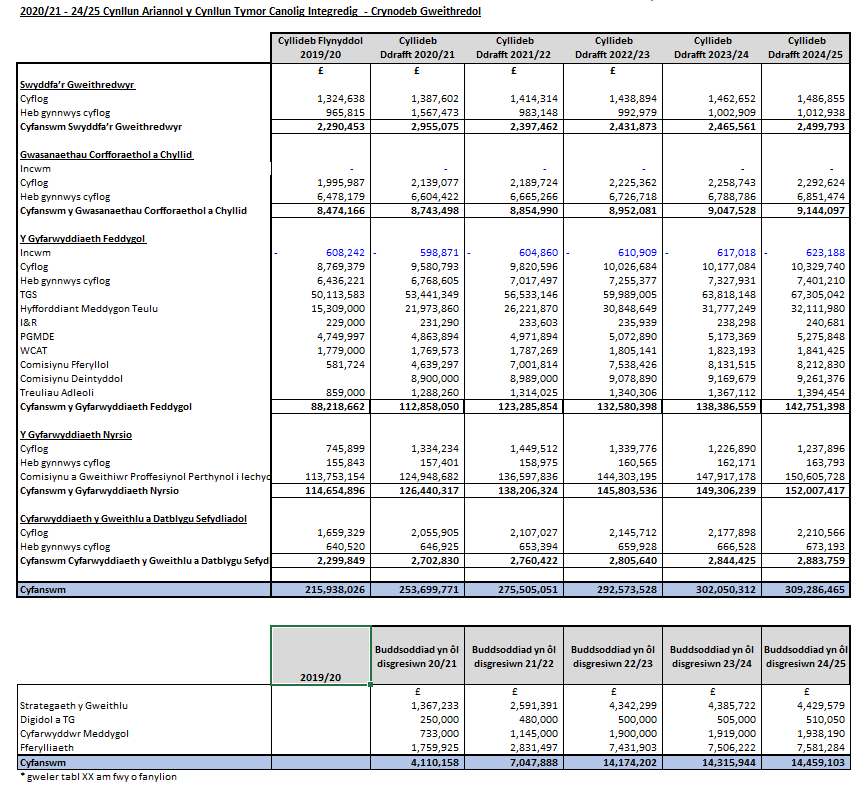 2020/21 - 24/25 Cynllun Ariannol y Cynllun Tymor Canolig Integredig - Crynodeb Gweithredol
Cyllideb Flynyddol 2019/20 Cyllideb Ddrafft 2020/21 Cyllideb Ddrafft 2021/22 Cyllideb Ddrafft 2022/23 Cyllideb Ddrafft 2023/24 Cyllideb Ddrafft 2024/25
£ £ £ £
Swyddfa'r Gweithredwyr
Cyflog 1,324,638 1,387,602 1,414,314 1,438,894 1,462,652 1,486,855
Heb gynnwys cyflog 965,815 1,567,473 983,148 992,979 1,002,909 1,012,938
Cyfanswm Swyddfa'r Gweithredwyr 2,290,453 2,955,075 2,397,462 2,431,873 2,465,561 2,499,793
Gwasanaethau Corfforaethol a Chyllid
Incwm - - - - - -
Cyflog 1,995,987 2,139,077 2,189,724 2,225,362 2,258,743 2,292,624
Heb gynnwys cyflog 6,478,179 6,604,422 6,665,266 6,726,718 6,788,786 6,851,474
Cyfanswm y Gwasanaethau Corfforaethol a Chyllid 8,474,166 8,743,498 8,854,990 8,952,081 9,047,528 9,144,097
Y Gyfarwyddiaeth Feddygol
Incwm - 608,242 - 598,871 - 604,860 - 610,909 - 617,018 - 623,188
Cyflog 8,769,379 9,580,793 9,820,596 10,026,684 10,177,084 10,329,740
Heb gynnwys cyflog 6,436,221 6,768,605 7,017,497 7,255,377 7,327,931 7,401,210
TGS 50,113,583 53,441,349 56,533,146 59,989,005 63,818,148 67,305,042
Hyfforddiant Meddygon Teulu 15,309,000 21,973,860 26,221,870 30,848,649 31,777,249 32,111,980
I&R 229,000 231,290 233,603 235,939 238,298 240,681
PGMDE 4,749,997 4,863,894 4,971,894 5,072,890 5,173,369 5,275,848
WCAT 1,779,000 1,769,573 1,787,269 1,805,141 1,823,193 1,841,425
Comisiynu Fferyllol 581,724 4,639,297 7,001,814 7,538,426 8,131,515 8,212,830
Comisiynu Deintyddol 8,900,000 8,989,000 9,078,890 9,169,679 9,261,376
Treuliau Adleoli 859,000 1,288,260 1,314,025 1,340,306 1,367,112 1,394,454
Cyfanswm y Gyfarwyddiaeth Feddygol 88,218,662 112,858,050 123,285,854 132,580,398 138,386,559 142,751,398
Y Gyfarwyddiaeth Nyrsio
Cyflog 745,899 1,334,234 1,449,512 1,339,776 1,226,890 1,237,896
Heb gynnwys cyflog 155,843 157,401 158,975 160,565 162,171 163,793
Comisiynu a Gweithiwr Proffesiynol Perthynol i Iechyd 113,753,154 124,948,682 136,597,836 144,303,195 147,917,178 150,605,728
Cyfanswm y Gyfarwyddiaeth Nyrsio 114,654,896 126,440,317 138,206,324 145,803,536 149,306,239 152,007,417
Cyfarwyddiaeth y Gweithlu a Datblygu Sefydliadol
Cyflog 1,659,329 2,055,905 2,107,027 2,145,712 2,177,898 2,210,566
Heb gynnwys cyflog 640,520 646,925 653,394 659,928 666,528 673,193
Cyfanswm Cyfarwyddiaeth y Gweithlu a Datblygu Sefyd 2,299,849 2,702,830 2,760,422 2,805,640 2,844,425 2,883,759
Cyfanswm 215,938,026 253,699,771 275,505,051 292,573,528 302,050,312 309,286,465
2019/20 Buddsoddiad yn ôl disgresiwn 20/21 Buddsoddiad yn ôl disgresiwn 21/22 Buddsoddiad yn ôl disgresiwn 22/23 Buddsoddiad yn ôl disgresiwn 23/24 Buddsoddiad yn ôl disgresiwn 24/25
£ £ £ £ £
Strategaeth y Gweithlu 1,367,233 2,591,391 4,342,299 4,385,722 4,429,579
Digidol a TG 250,000 480,000 500,000 505,000 510,050
Cyfarwyddwr Meddygol 733,000 1,145,000 1,900,000 1,919,000 1,938,190
Fferylliaeth 1,759,925 2,831,497 7,431,903 7,506,222 7,581,284
Cyfanswm 4,110,158 7,047,888 14,174,202 14,315,944 14,459,103
* gweler tabl XX am fwy o fanylion